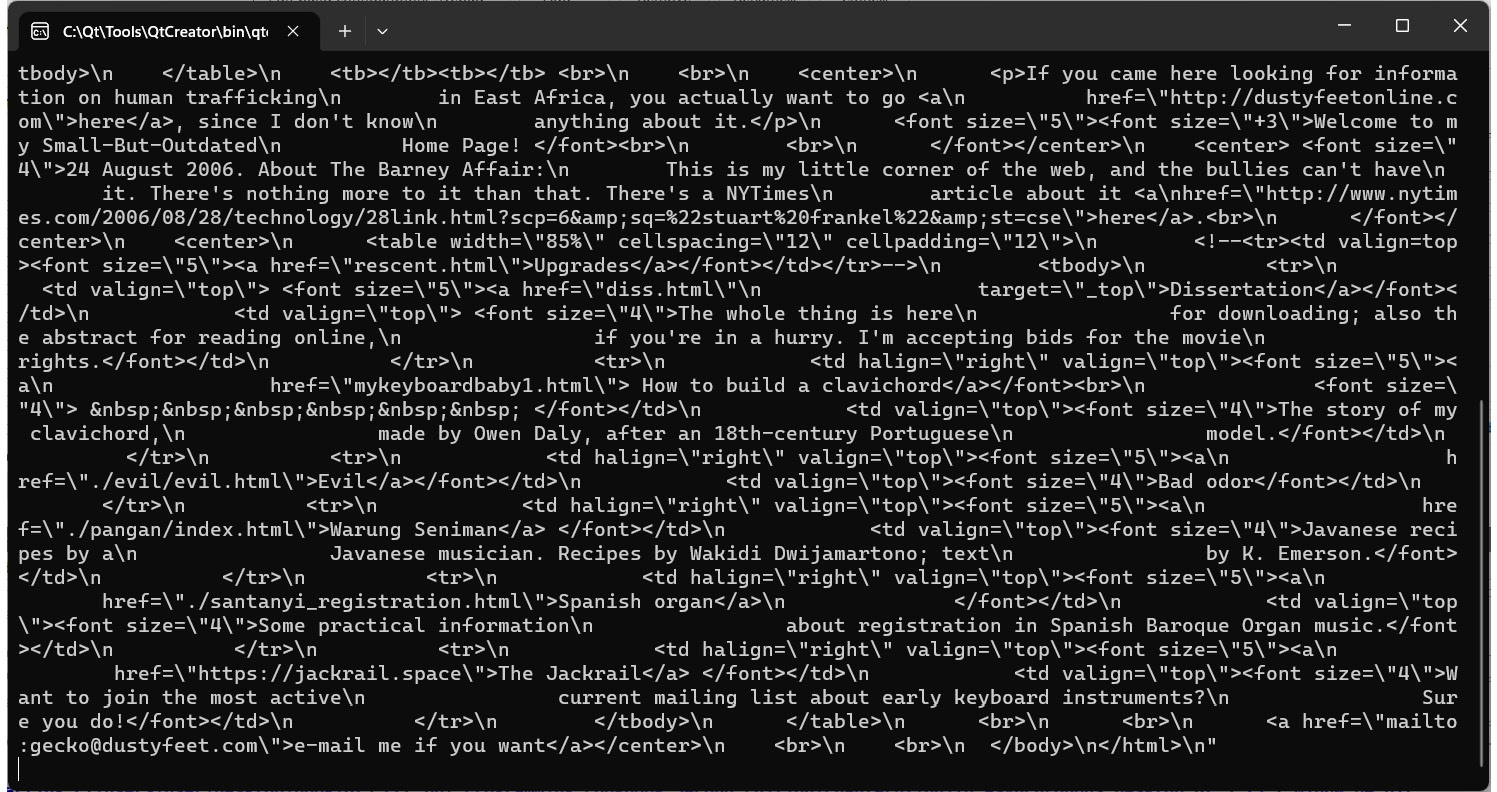 C:\Qt\Tools\QtCreator\bin\qtc
tbody>\n    </table>\n    <tb></tb><tb></tb> <br>\n    <br>\n    <center>\n      <p>If you came here looking for informa
tion on human trafficking\n        in East Africa, you actually want to go <a\n          href=\"http://dustyfeetonline.c
om\">here</a>, since I don't know\n        anything about it.</p>\n      <font size=\"5\"><font size=\"+3\">Welcome to m
y Small-But-Outdated\n          Home Page! </font><br>\n        <br>\n      </font></center>\n    <center> <font size=\"
4\">24 August 2006. About The Barney Affair:\n        This is my little corner of the web, and the bullies can't have\n
       it. There's nothing more to it than that. There's a NYTimes\n        article about it <a\nhref=\"http://www.nytim
es.com/2006/08/28/technology/28link.html?scp=6&amp;sq=%22stuart%20frankel%22&amp;st=cse\">here</a>.<br>\n      </font></
center>\n    <center>\n      <table width=\"85%\" cellspacing=\"12\" cellpadding=\"12\">\n        <!--<tr><td valign=top
><font size=\"5\"><a href=\"rescent.html\">Upgrades</a></font></td></tr>-->\n        <tbody>\n          <tr>\n
  <td valign=\"top\"> <font size=\"5\"><a href=\"diss.html\"\n                  target=\"_top\">Dissertation</a></font><
/td>\n            <td valign=\"top\"> <font size=\"4\">The whole thing is here\n                for downloading; also th
e abstract for reading online,\n                if you're in a hurry. I'm accepting bids for the movie\n
rights.</font></td>\n          </tr>\n          <tr>\n            <td halign=\"right\" valign=\"top\"><font size=\"5\"><
a\n                  href=\"mykeyboardbaby1.html\"> How to build a clavichord</a></font><br>\n              <font size=\
"4\"> &nbsp;&nbsp;&nbsp;&nbsp;&nbsp;&nbsp; </font></td>\n            <td valign=\"top\"><font size=\"4\">The story of my
 clavichord,\n                made by Owen Daly, after an 18th-century Portuguese\n                model.</font></td>\n
         </tr>\n          <tr>\n            <td halign=\"right\" valign=\"top\"><font size=\"5\"><a\n                  h
ref=\"./evil/evil.html\">Evil</a></font></td>\n            <td valign=\"top\"><font size=\"4\">Bad odor</font></td>\n
       </tr>\n          <tr>\n            <td halign=\"right\" valign=\"top\"><font size=\"5\"><a\n                  hre
f=\"./pangan/index.html\">Warung Seniman</a> </font></td>\n            <td valign=\"top\"><font size=\"4\">Javanese reci
pes by a\n                Javanese musician. Recipes by Wakidi Dwijamartono; text\n                by K. Emerson.</font>
</td>\n          </tr>\n          <tr>\n            <td halign=\"right\" valign=\"top\"><font size=\"5\"><a\n
       href=\"./santanyi_registration.html\">Spanish organ</a>\n              </font></td>\n            <td valign=\"top
\"><font size=\"4\">Some practical information\n                about registration in Spanish Baroque Organ music.</font
></td>\n          </tr>\n          <tr>\n            <td halign=\"right\" valign=\"top\"><font size=\"5\"><a\n
        href=\"https://jackrail.space\">The Jackrail</a> </font></td>\n            <td valign=\"top\"><font size=\"4\">W
ant to join the most active\n                current mailing list about early keyboard instruments?\n                Sur
e you do!</font></td>\n          </tr>\n        </tbody>\n      </table>\n      <br>\n      <br>\n      <a href=\"mailto
:gecko@dustyfeet.com\">e-mail me if you want</a></center>\n    <br>\n    <br>\n  </body>\n</html>\n"